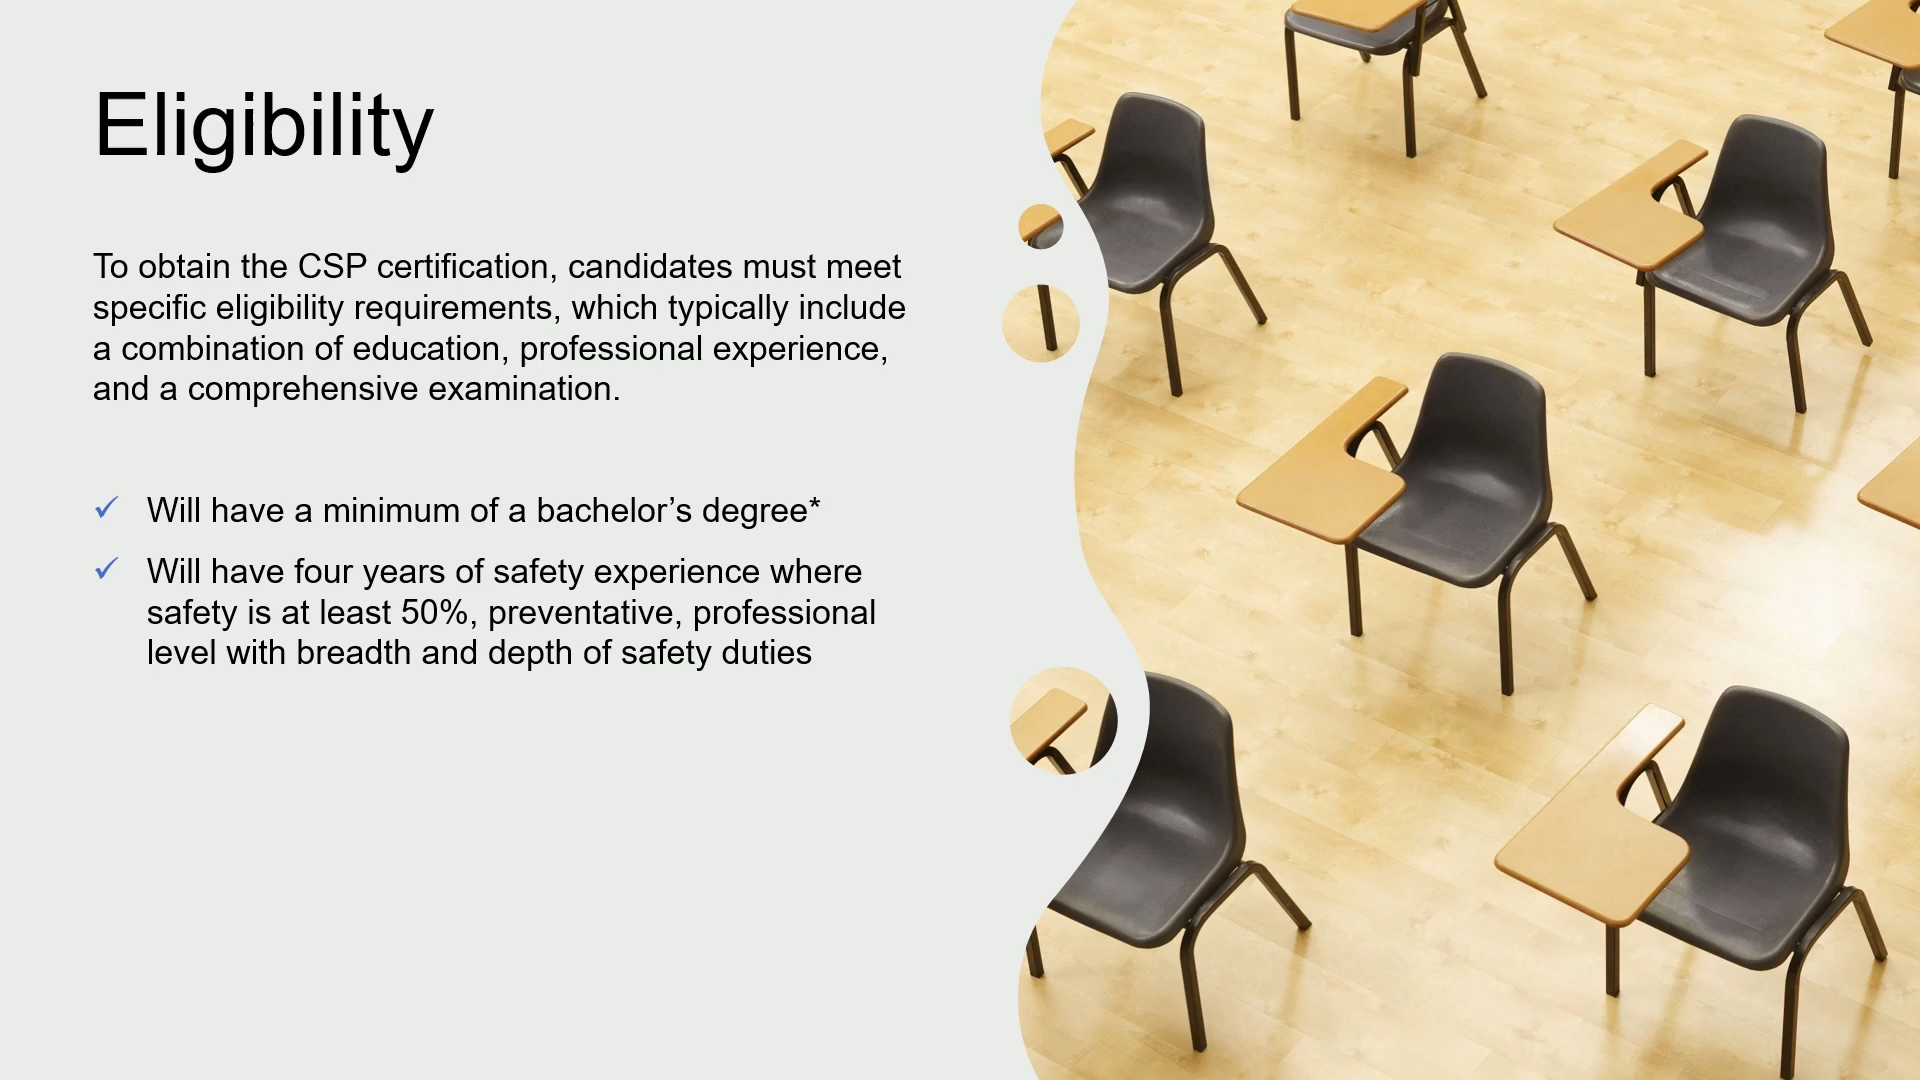 Eligibility
To obtain the CSP certification, candidates must meet
specific eligibility requirements, which typically include
a combination of education, professional experience,
and a comprehensive examination.
✓ Will have a minimum of a bachelor’s degree*
✓ Will have four years of safety experience where
safety is at least 50%, preventative, professional
level with breadth and depth of safety duties